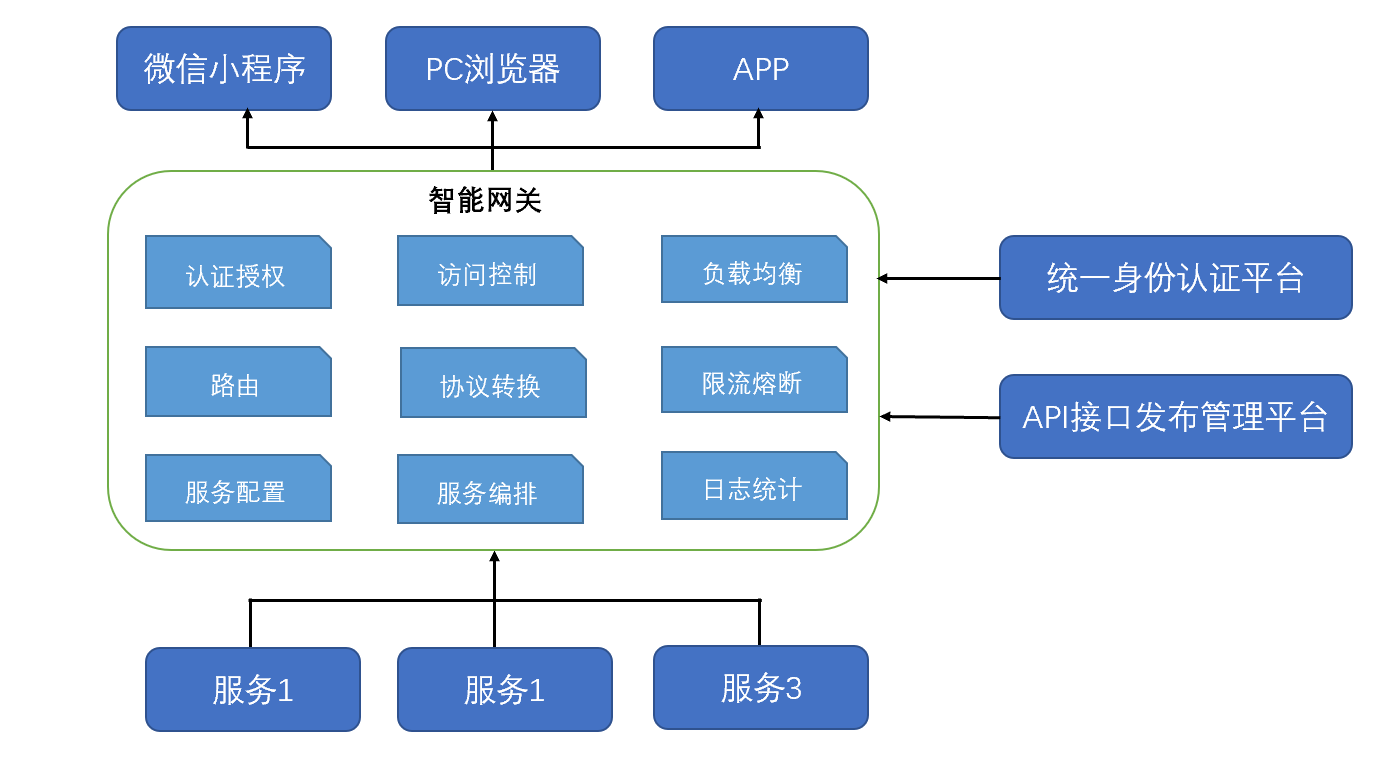 微信小程序
PC浏览器
APP
智能网关
认证授权
访问控制
负载均衡
统一身份认证平台
路由
协议转换
限流熔断
API接口发布管理平台
服务配置
服务编排
日志统计
服务1
服务1
服务3